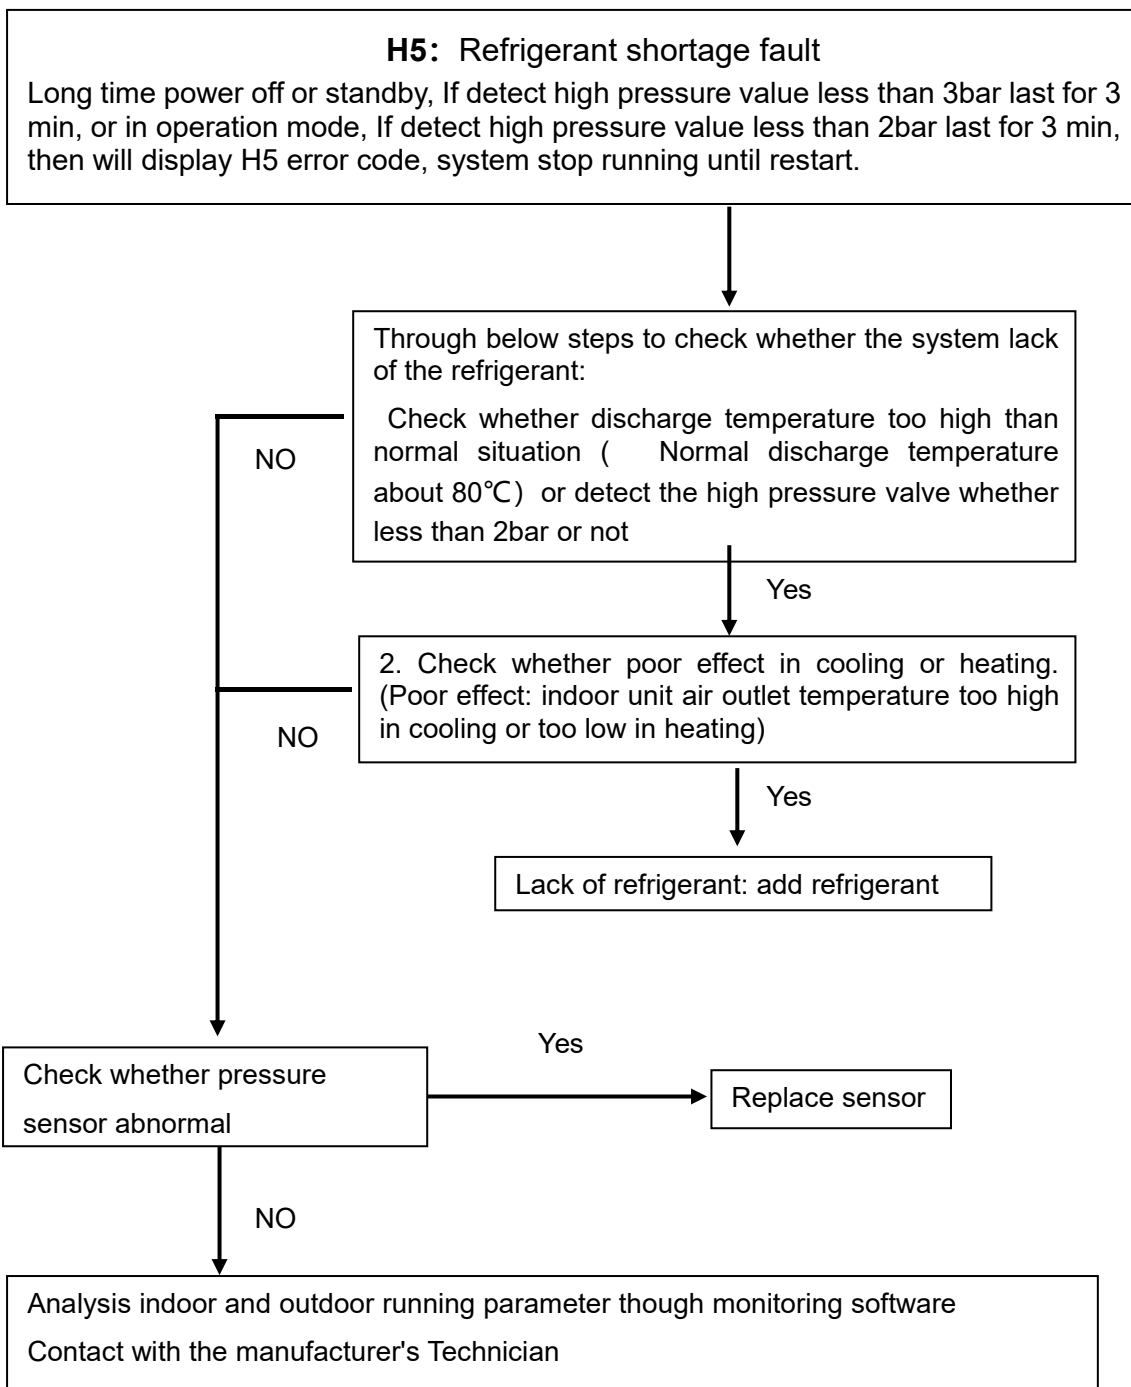 H5： Refrigerant shortage fault
Long time power off or standby, If detect high pressure value less than 3bar last for 3
min, or in operation mode, If detect high pressure value less than 2bar last for 3 min,
then will display H5 error code, system stop running until restart.
Through below steps to check whether the system lack
of the refrigerant:
Check whether discharge temperature too high than
normal situation ( Normal discharge temperature
about 80℃) or detect the high pressure valve whether
less than 2bar or not
NO
Yes
2. Check whether poor effect in cooling or heating.
(Poor effect: indoor unit air outlet temperature too high
in cooling or too low in heating)
NO
Yes
Lack of refrigerant: add refrigerant
Check whether pressure
sensor abnormal
Yes
Replace sensor
NO
Analysis indoor and outdoor running parameter though monitoring software
Contact with the manufacturer's Technician